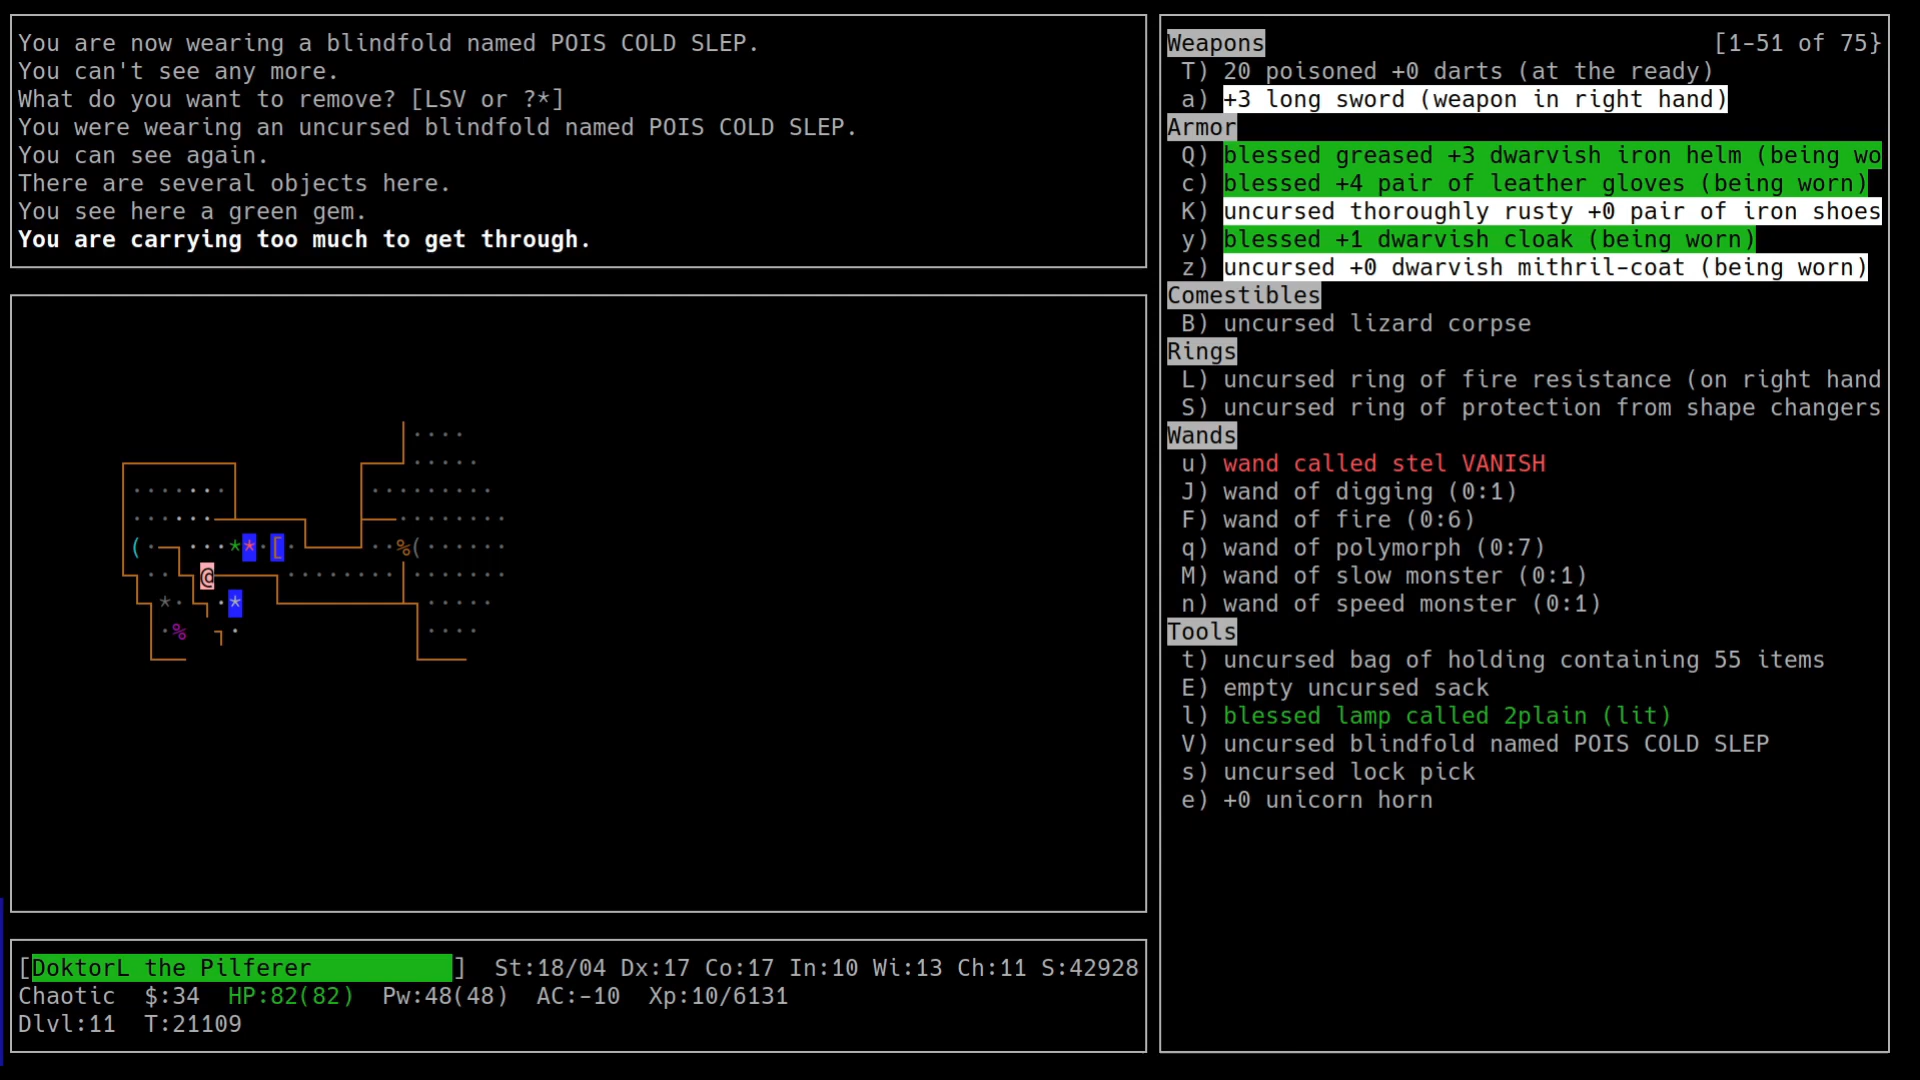 You are now wearing a blindfold named POIS COLD SLEP.
You can't see any more.
What do you want to remove? [LSV or ?*]
You were wearing an uncursed blindfold named POIS COLD SLEP.
You can see again.
There are several objects here.
You see here a green gem.
You are carrying too much to get through.
[DoktorL the Pilferer ] St:18/04 Dx:17 Co:17 In:10 Wi:13 Ch:11 S:42928
Chaotic $:34 HP:82(82) Pw:48(48) AC:-10 Xp:10/6131
Dlvl:11 T:21109
Weapons [1-51 of 75}
T) 20 poisoned +0 darts (at the ready)
a) +3 long sword (weapon in right hand)
Armor
Q) blessed greased +3 dwarvish iron helm (being wo
c) blessed +4 pair of leather gloves (being worn)
K) uncursed thoroughly rusty +0 pair of iron shoes
y) blessed +1 dwarvish cloak (being worn)
z) uncursed +0 dwarvish mithril-coat (being worn)
Comestibles
B) uncursed lizard corpse
Rings
L) uncursed ring of fire resistance (on right hand
S) uncursed ring of protection from shape changers
Wands
u) wand called stel VANISH
J) wand of digging (0:1)
F) wand of fire (0:6)
q) wand of polymorph (0:7)
M) wand of slow monster (0:1)
n) wand of speed monster (0:1)
Tools
t) uncursed bag of holding containing 55 items
E) empty uncursed sack
l) blessed lamp called 2plain (lit)
V) uncursed blindfold named POIS COLD SLEP
s) uncursed lock pick
e) +0 unicorn horn